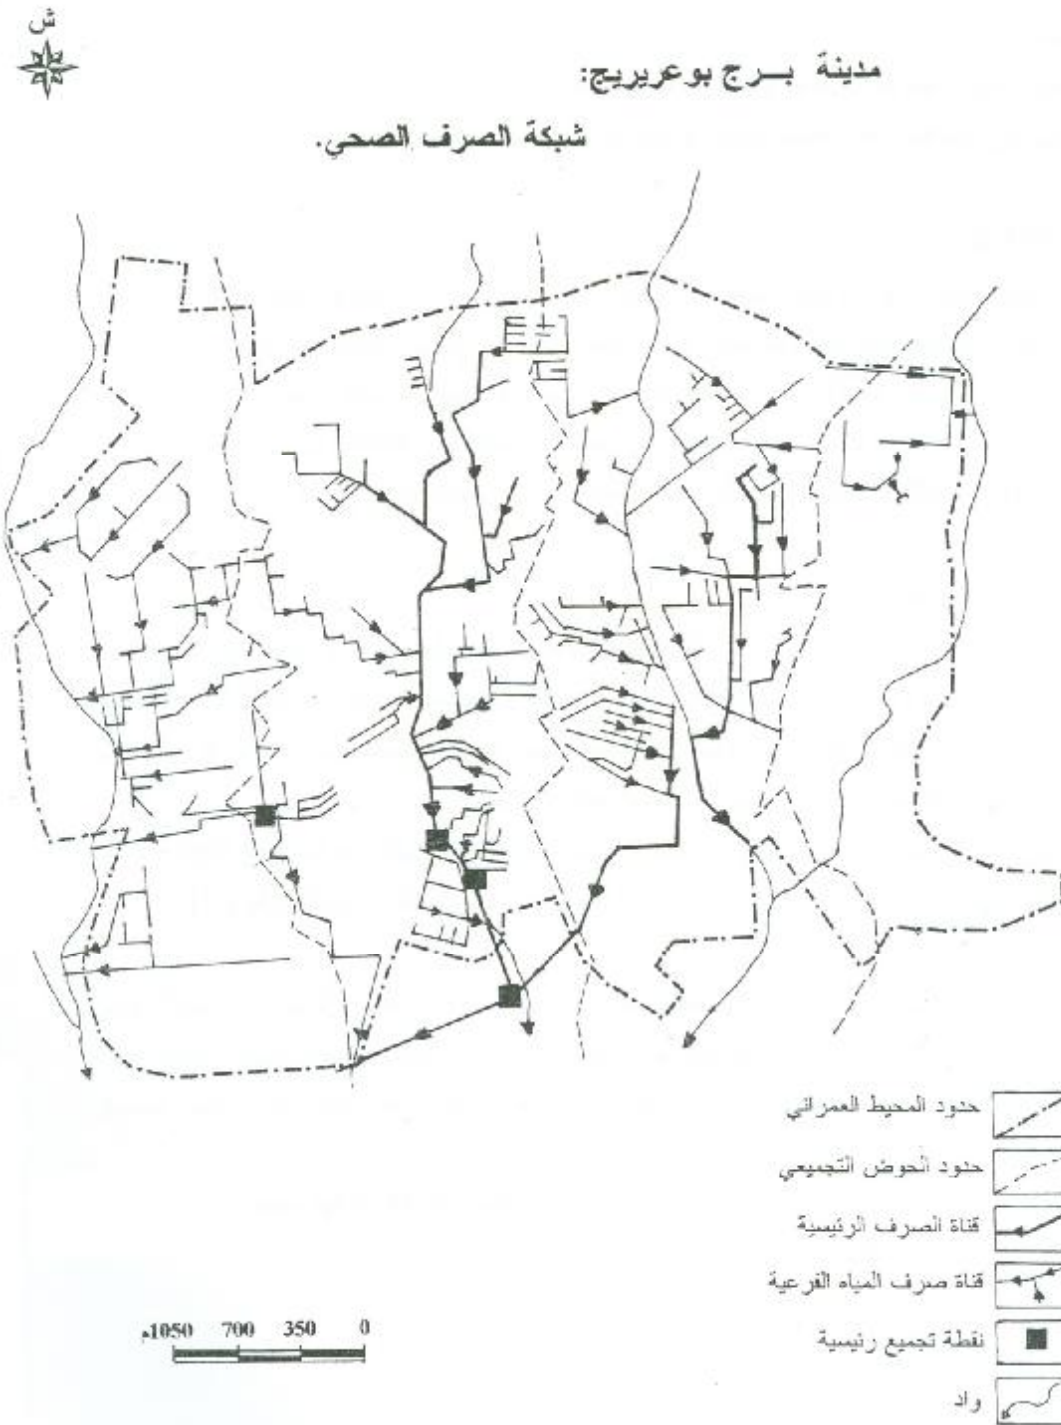 ش
مدينة بــرج بوعريريج:
شبكة الصرف الصحي.
حدود المحيط العمراني
حدود الحوض التجميعي
قناة الصرف الرئيسية
قناة صرف المياه الفرعية
نقطة تجميع رئيسية
واد
0 350 700 1050م